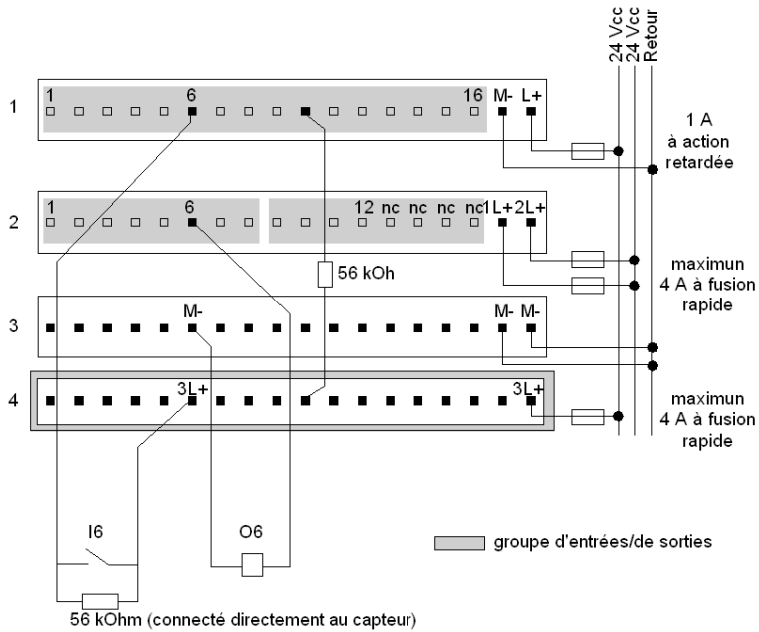 24 Vcc
24 Vcc
Retour
1
1 6 16 M- L+
1 A
à action
retardée
2
1 6 12 nc nc nc nc 1L+ 2L+
56 kOh
maximun
4 A à fusion
rapide
3
M- M- M-
4
3L+ 3L+
maximun
4 A à fusion
rapide
I6 O6
groupe d'entrées/de sorties
56 kOhm (connecté directement au capteur)